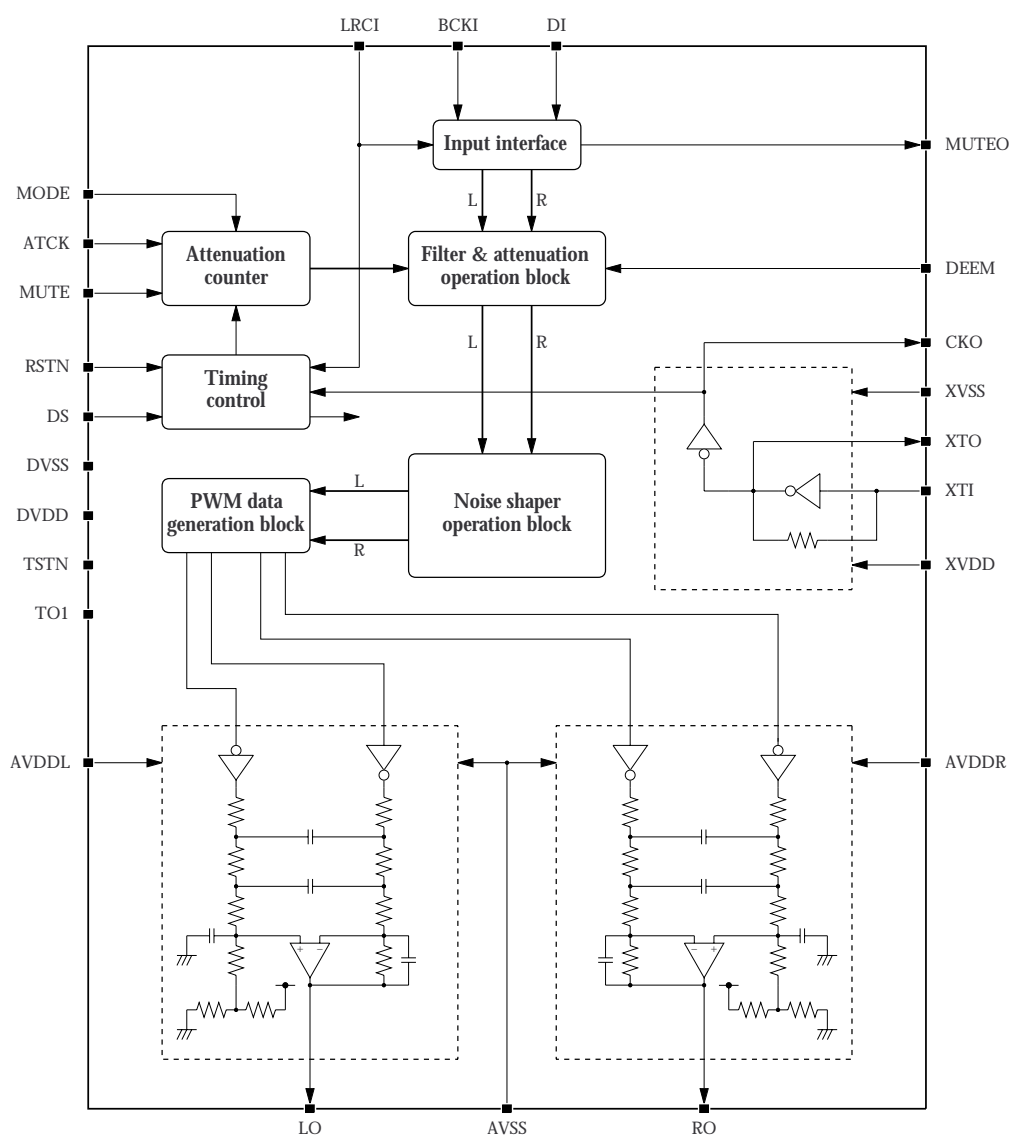 LRCI BCKI DI
Input interface
MUTEO
MODE
L R
ATCK
Attenuation
counter
Filter & attenuation
operation block
DEEM
MUTE
L R
CKO
RSTN
Timing
control
XVSS
DS
XTO
DVSS
PWM data
generation block
L
R
Noise shaper
operation block
XTI
DVDD
TSTN
XVDD
TO1
AVDDL
AVDDR
+ −
− +
LO AVSS RO